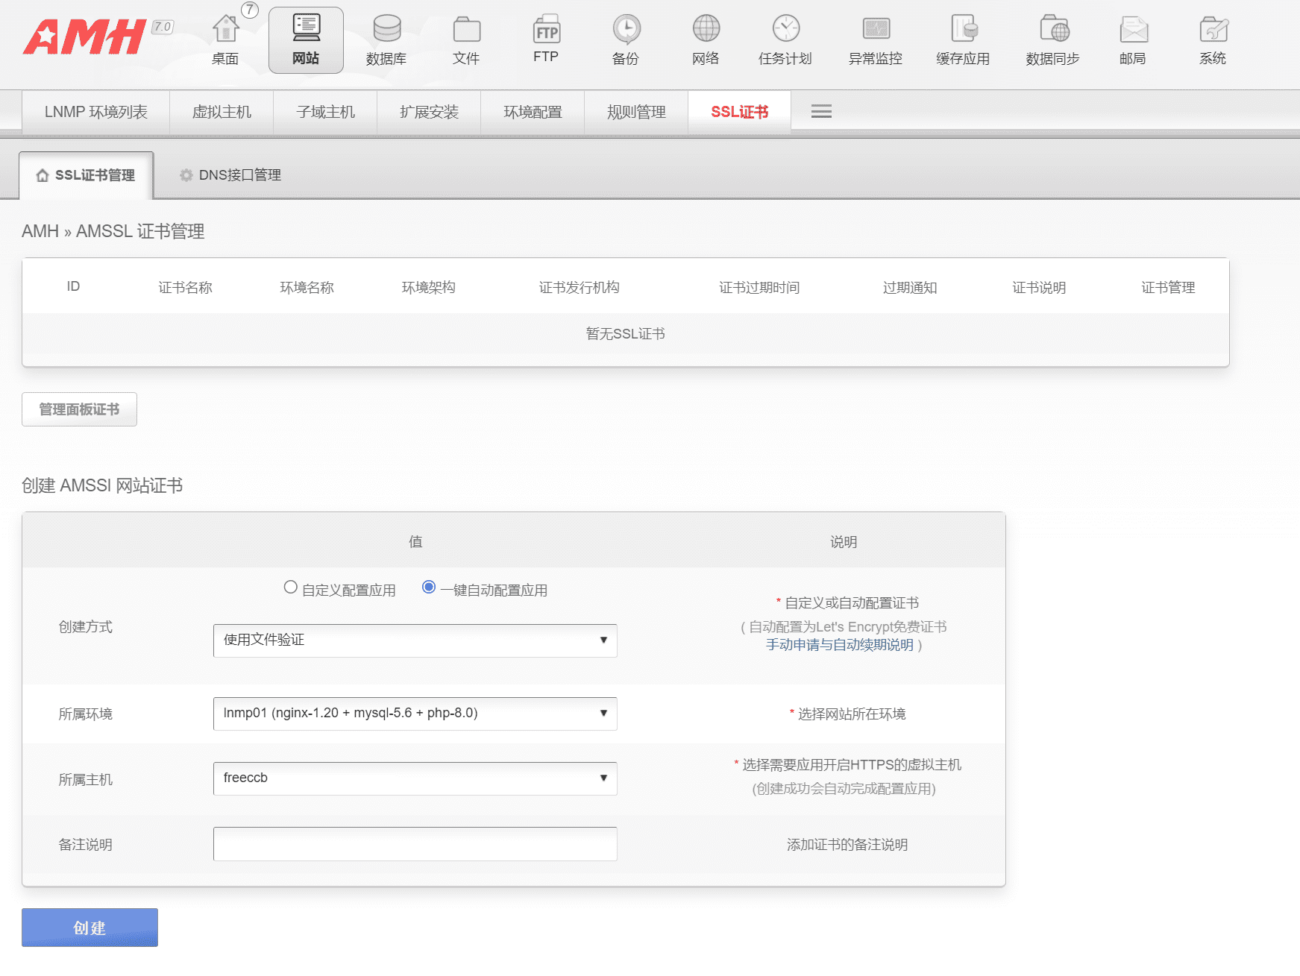 AMH 7.0
7
桌面
网站
数据库
文件
FTP
FTP
备份
网络
任务计划
异常监控
缓存应用
数据同步
邮局
系统
LNMP 环境列表
虚拟主机
子域主机
扩展安装
环境配置
规则管理
SSL证书
SSL证书管理
DNS接口管理
AMH » AMSSL 证书管理
ID 证书名称 环境名称 环境架构 证书发行机构 证书过期时间 过期通知 证书说明 证书管理
暂无SSL证书
管理面板证书
创建 AMSSl 网站证书
值 说明
自定义配置应用 一键自动配置应用
创建方式
使用文件验证 ▼
* 自定义或自动配置证书
( 自动配置为Let's Encrypt免费证书
手动申请与自动续期说明 )
所属环境 lnmp01 (nginx-1.20 + mysql-5.6 + php-8.0) ▼ * 选择网站所在环境
所属主机 freeccb ▼
* 选择需要应用开启HTTPS的虚拟主机
(创建成功会自动完成配置应用)
备注说明 添加证书的备注说明
创建